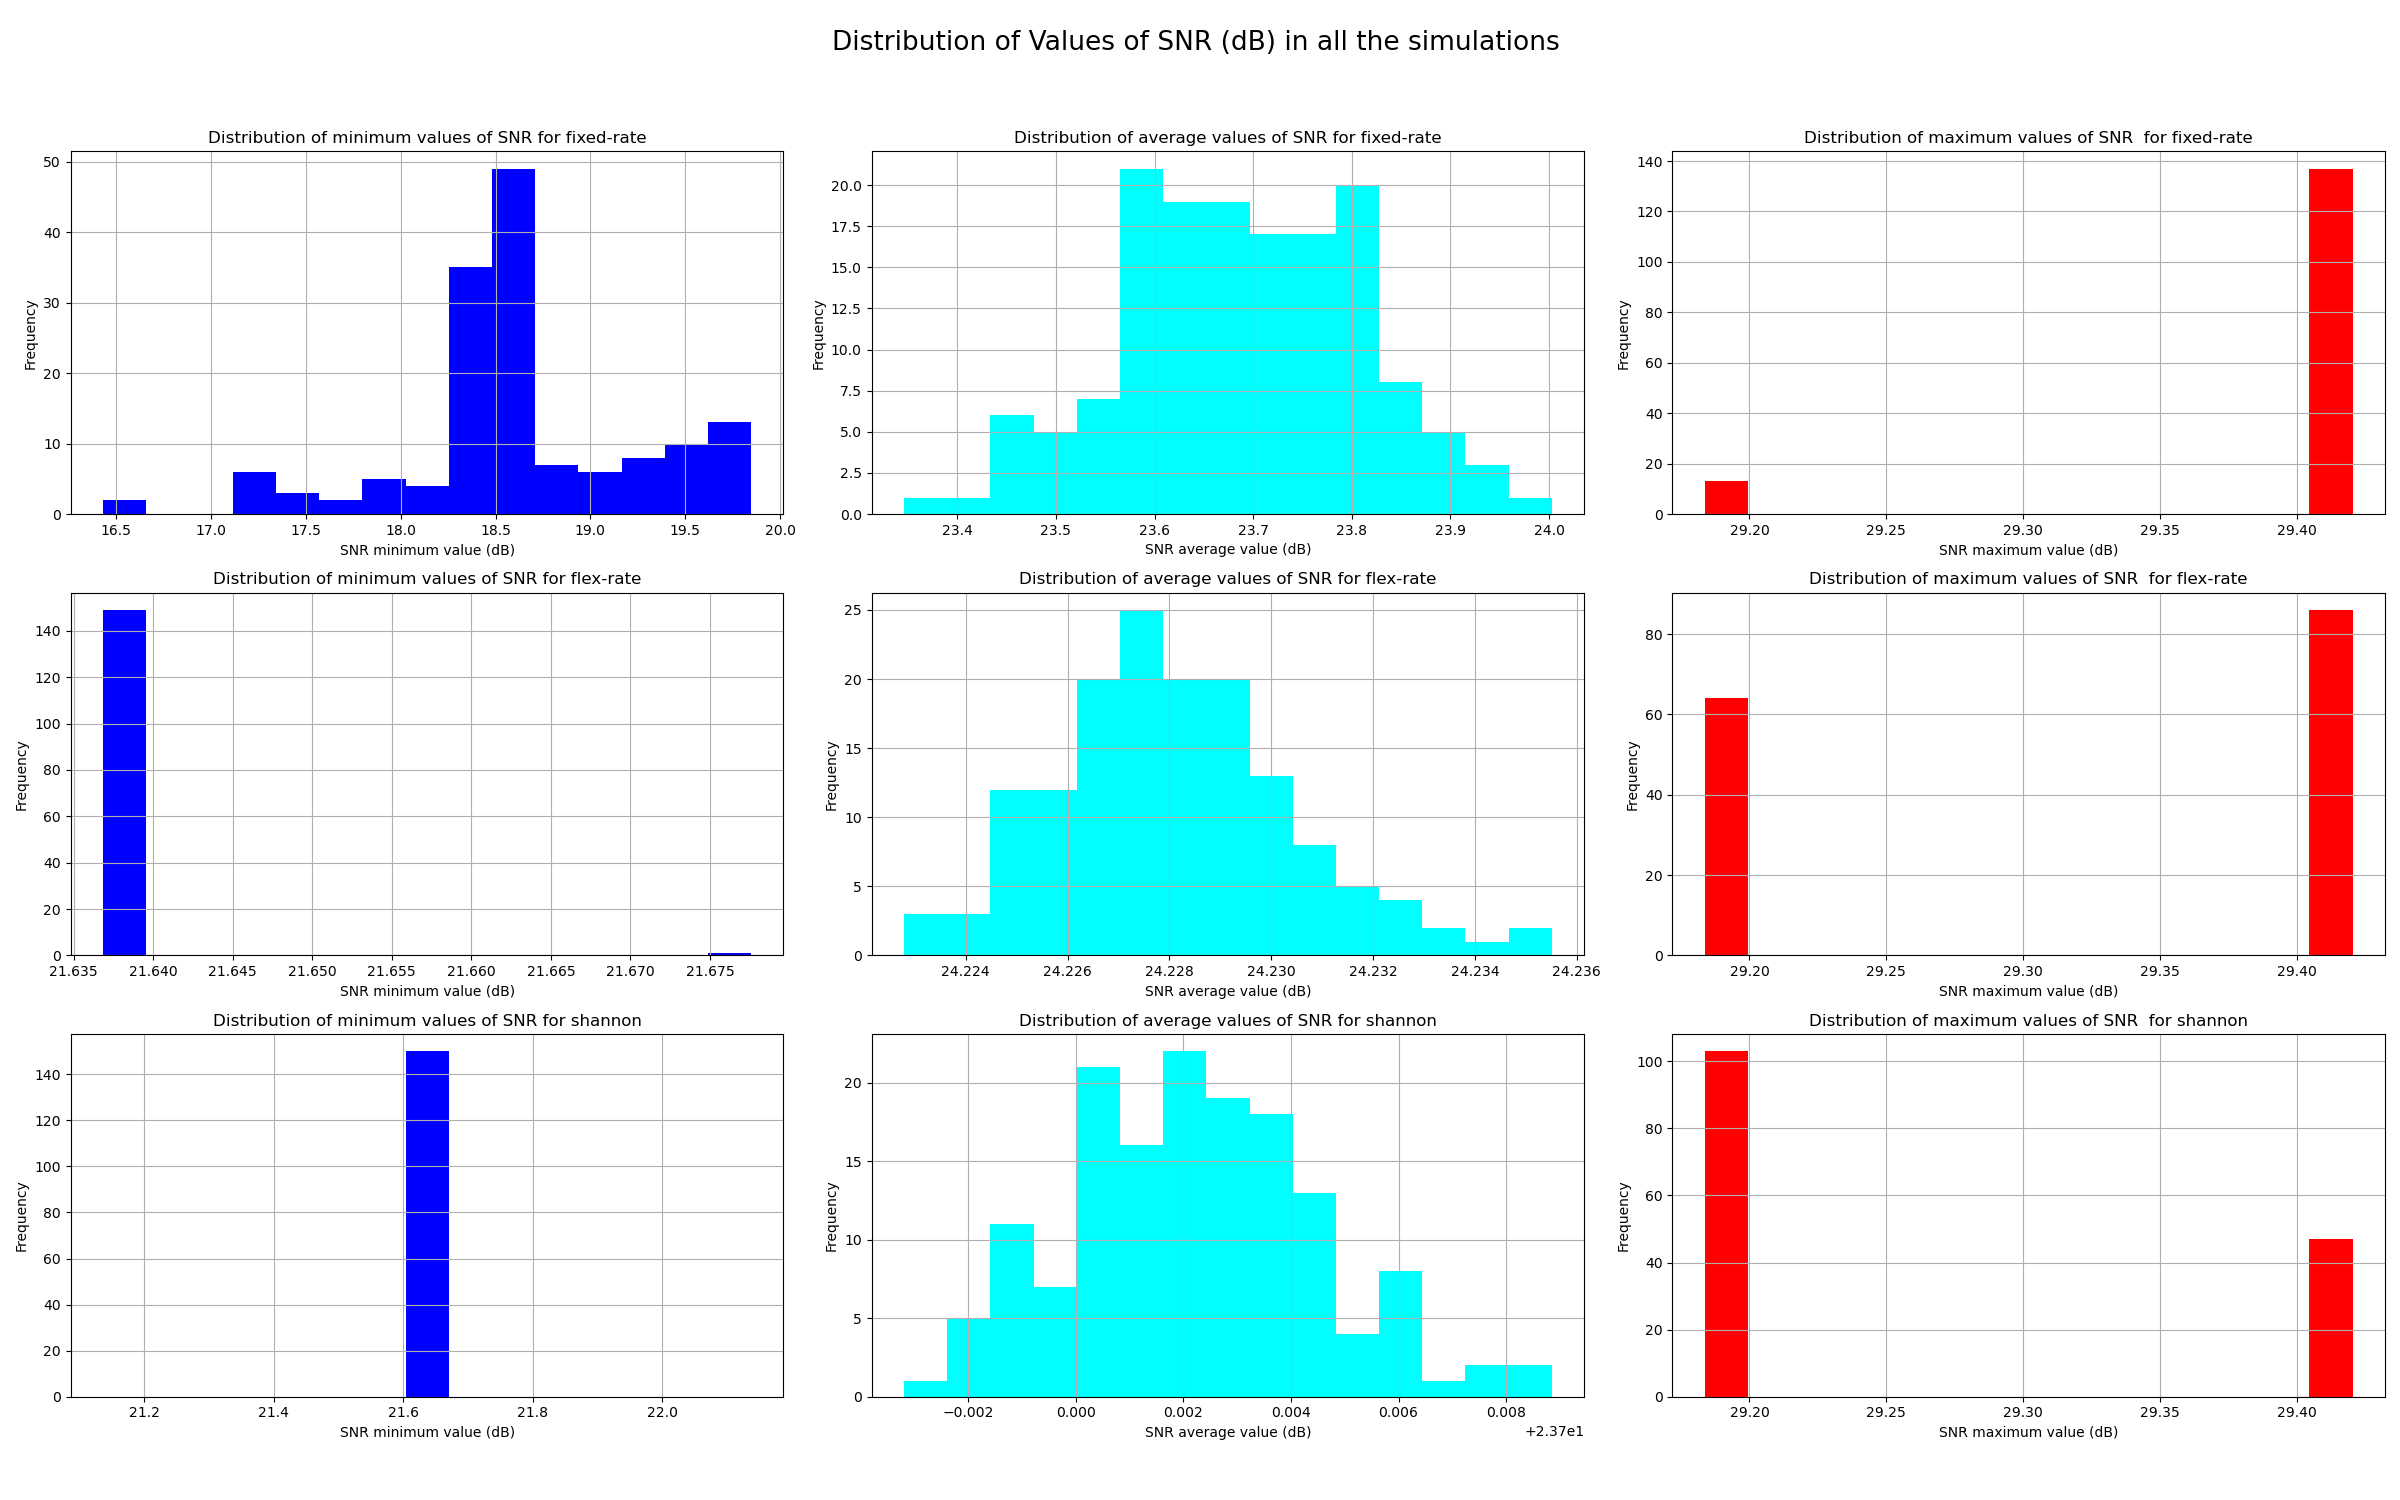 Distribution of Values of SNR (dB) in all the simulations
Distribution of minimum values of SNR for fixed-rate
50
40
30
20
10
0
Frequency
16.5 17.0 17.5 18.0 18.5 19.0 19.5 20.0
SNR minimum value (dB)
Distribution of average values of SNR for fixed-rate
20.0
17.5
15.0
12.5
10.0
7.5
5.0
2.5
0.0
Frequency
23.4 23.5 23.6 23.7 23.8 23.9 24.0
SNR average value (dB)
Distribution of maximum values of SNR  for fixed-rate
140
120
100
80
60
40
20
0
Frequency
29.20 29.25 29.30 29.35 29.40
SNR maximum value (dB)
Distribution of minimum values of SNR for flex-rate
140
120
100
80
60
40
20
0
Frequency
21.635 21.640 21.645 21.650 21.655 21.660 21.665 21.670 21.675
SNR minimum value (dB)
Distribution of average values of SNR for flex-rate
25
20
15
10
5
0
Frequency
24.224 24.226 24.228 24.230 24.232 24.234 24.236
SNR average value (dB)
Distribution of maximum values of SNR  for flex-rate
80
60
40
20
0
Frequency
29.20 29.25 29.30 29.35 29.40
SNR maximum value (dB)
Distribution of minimum values of SNR for shannon
140
120
100
80
60
40
20
0
Frequency
21.2 21.4 21.6 21.8 22.0
SNR minimum value (dB)
Distribution of average values of SNR for shannon
20
15
10
5
0
Frequency
−0.002 0.000 0.002 0.004 0.006 0.008
SNR average value (dB)
+2.37e1
Distribution of maximum values of SNR  for shannon
100
80
60
40
20
0
Frequency
29.20 29.25 29.30 29.35 29.40
SNR maximum value (dB)